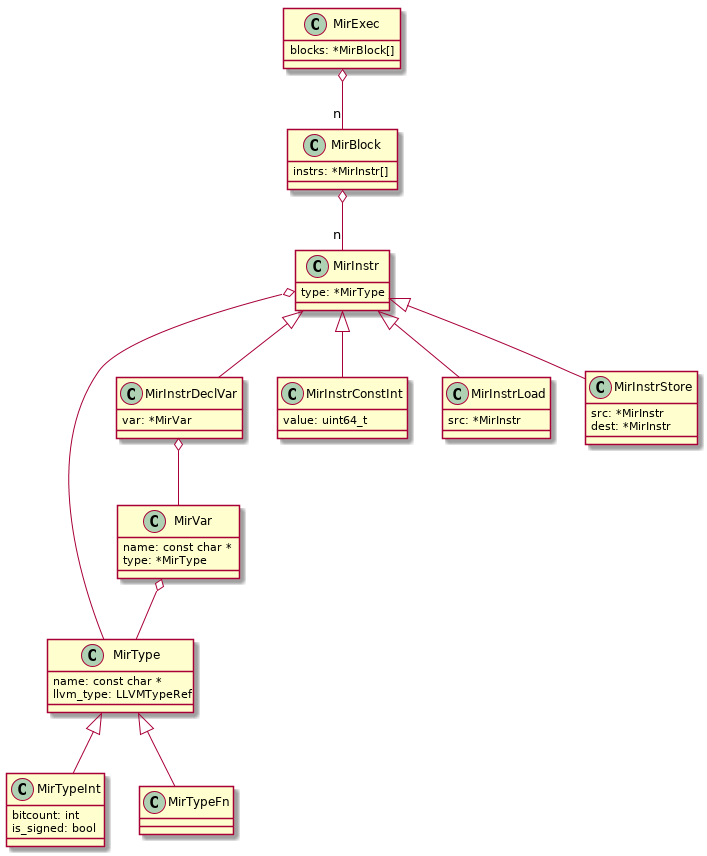 C MirExec
blocks: *MirBlock[]
n
C MirBlock
instrs: *MirInstr[]
n
C MirInstr
type: *MirType
C MirInstrDeclVar
var: *MirVar
C MirInstrConstInt
value: uint64_t
C MirInstrLoad
src: *MirInstr
C MirInstrStore
src: *MirInstr
dest: *MirInstr
C MirVar
name: const char *
type: *MirType
C MirType
name: const char *
llvm_type: LLVMTypeRef
C MirTypeInt
bitcount: int
is_signed: bool
C MirTypeFn